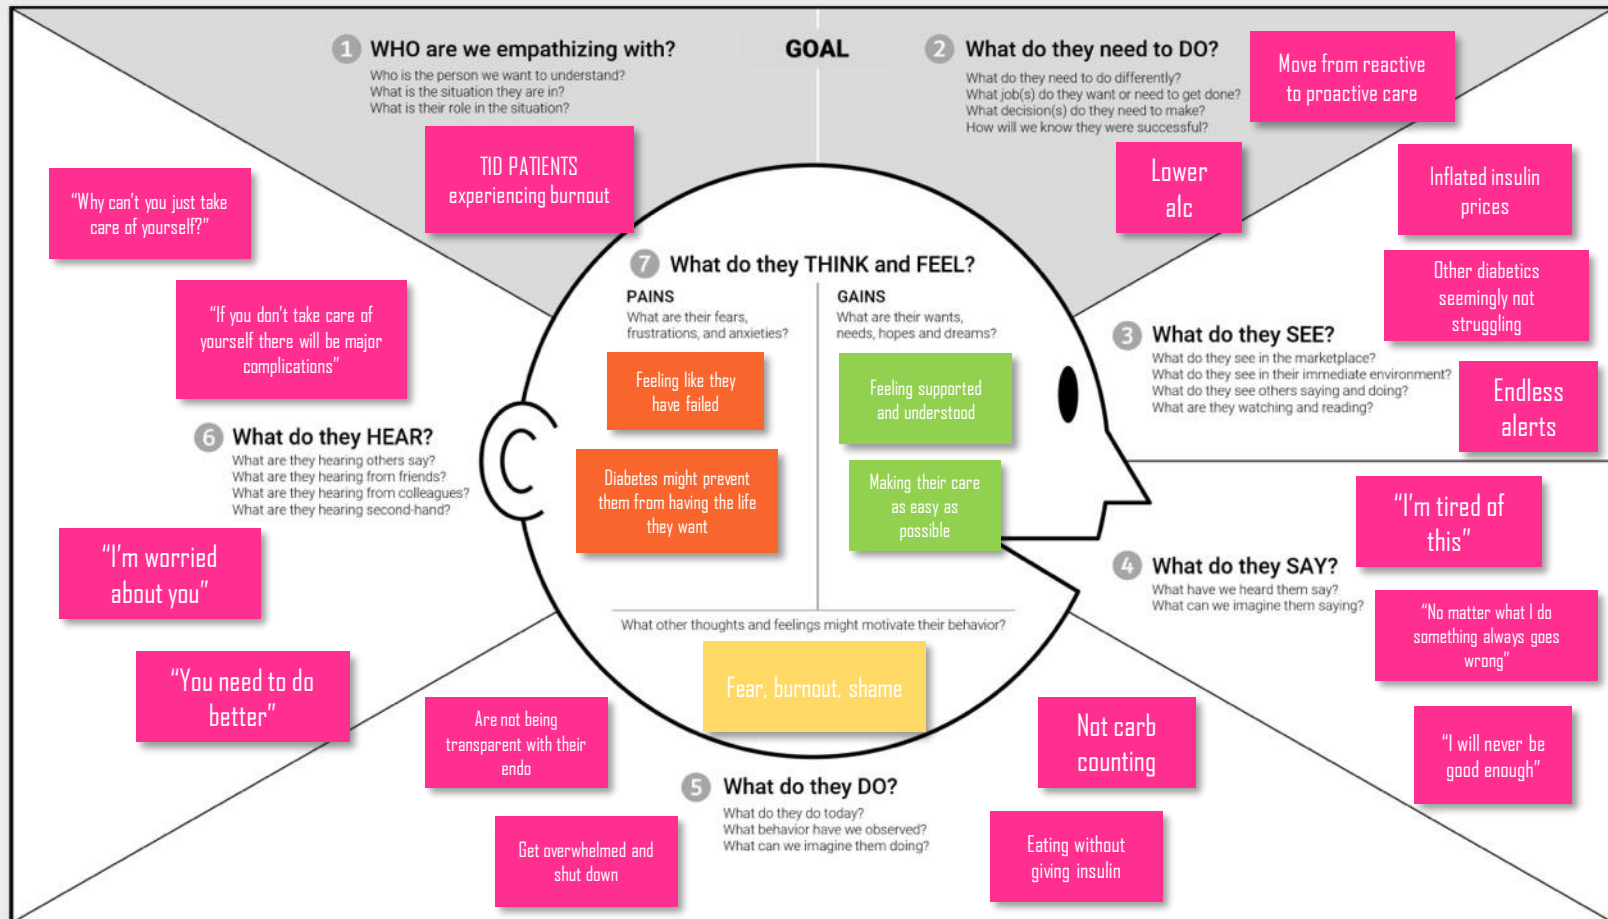 1 WHO are we empathizing with?
Who is the person we want to understand?
What is the situation they are in?
What is their role in the situation?
T1D PATIENTS
experiencing burnout
GOAL
2 What do they need to DO?
What do they need to do differently?
What job(s) do they want or need to get done?
What decision(s) do they need to make?
How will we know they were successful?
Move from reactive
to proactive care
Lower
a1c
Inflated insulin
prices
Other diabetics
seemingly not
struggling
3 What do they SEE?
What do they see in the marketplace?
What do they see in their immediate environment?
What do they see others saying and doing?
What are they watching and reading?
Endless
alerts
4 What do they SAY?
What have we heard them say?
What can we imagine them saying?
"I'm tired of
this"
"No matter what I do
something always goes
wrong"
"I will never be
good enough"
5 What do they DO?
What do they do today?
What behavior have we observed?
What can we imagine them doing?
Are not being
transparent with their
endo
Get overwhelmed and
shut down
Not carb
counting
Eating without
giving insulin
"Why can't you just take
care of yourself?"
"If you don't take care of
yourself there will be major
complications"
6 What do they HEAR?
What are they hearing others say?
What are they hearing from friends?
What are they hearing from colleagues?
What are they hearing second-hand?
"I'm worried
about you"
"You need to do
better"
7 What do they THINK and FEEL?
PAINS
What are their fears,
frustrations, and anxieties?
Feeling like they
have failed
Diabetes might prevent
them from having the life
they want
GAINS
What are their wants,
needs, hopes and dreams?
Feeling supported
and understood
Making their care
as easy as
possible
What other thoughts and feelings might motivate their behavior?
Fear, burnout, shame